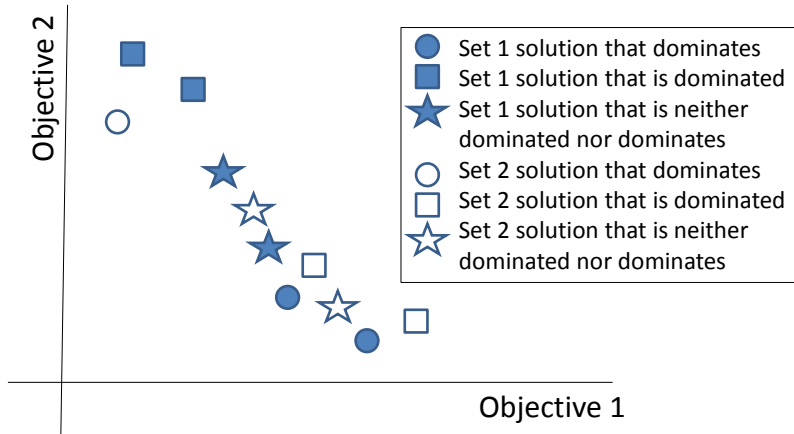 Objective 2
Set 1 solution that dominates
Set 1 solution that is dominated
Set 1 solution that is neither
dominated nor dominates
Set 2 solution that dominates
Set 2 solution that is dominated
Set 2 solution that is neither
dominated nor dominates
Objective 1